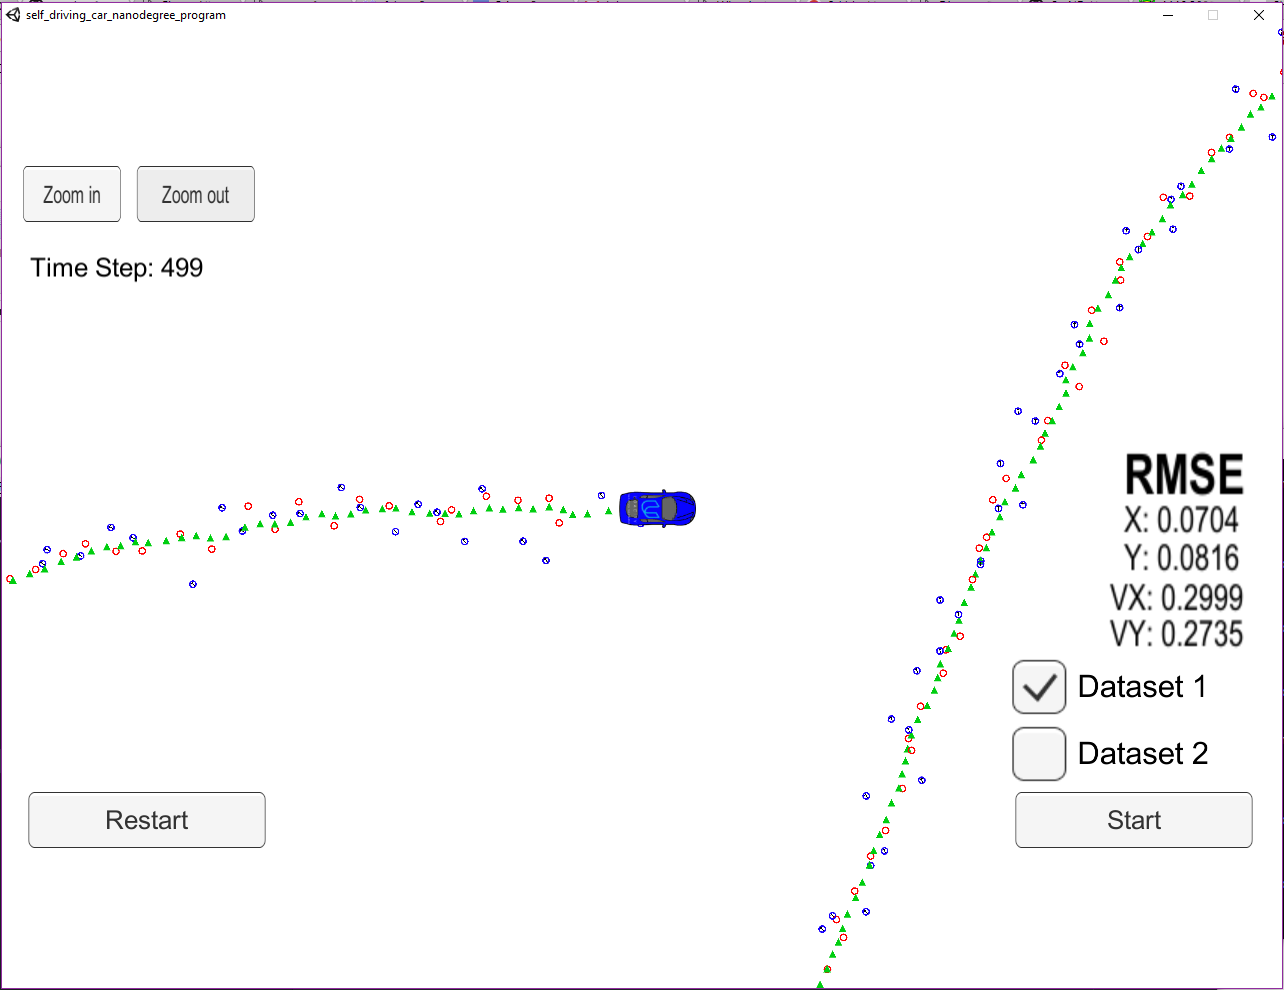 self_driving_car_nanodegree_program
Zoom in
Zoom out
Time Step: 499
RMSE
X: 0.0704
Y: 0.0816
VX: 0.2999
VY: 0.2735
Dataset 1
Dataset 2
Restart
Start